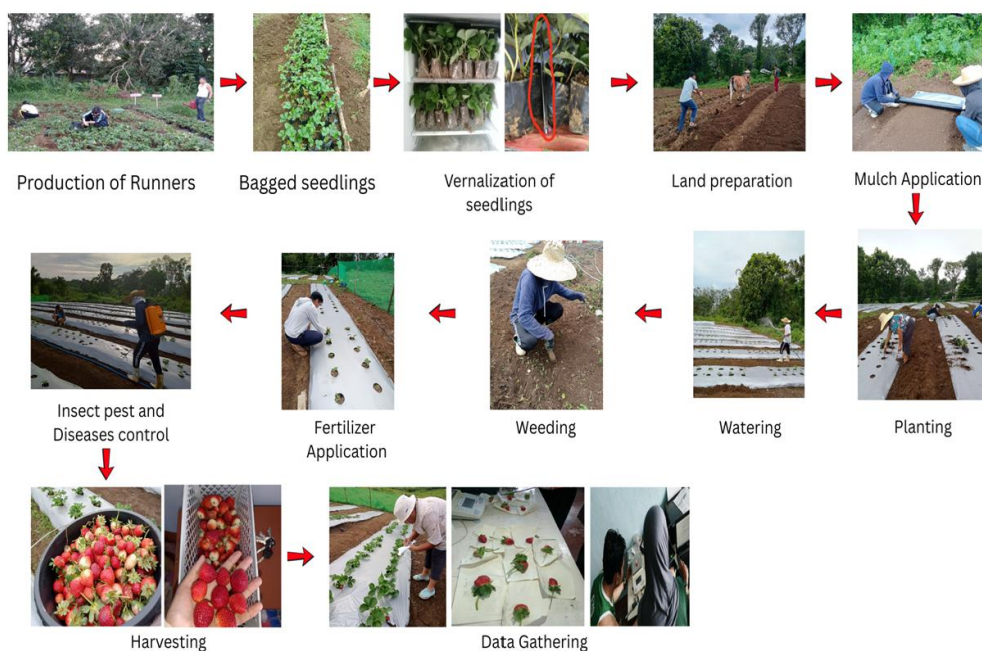 Production of Runners
Bagged seedlings
Vernalization of
seedlings
Land preparation
Mulch Application
Planting
Watering
Weeding
Fertilizer
Application
Insect pest and
Diseases control
Harvesting
Data Gathering